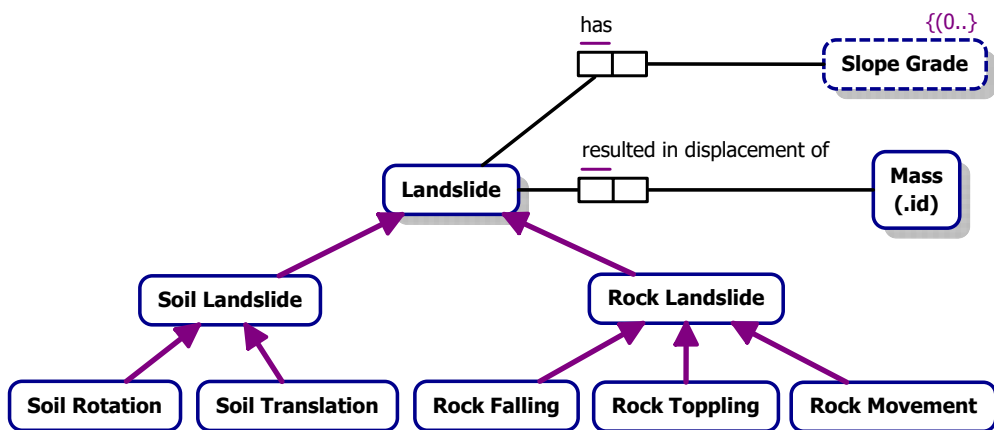 has
{(0..}
Slope Grade
resulted in displacement of
Landslide
Mass
(.id)
Soil Landslide
Rock Landslide
Soil Rotation
Soil Translation
Rock Falling
Rock Toppling
Rock Movement